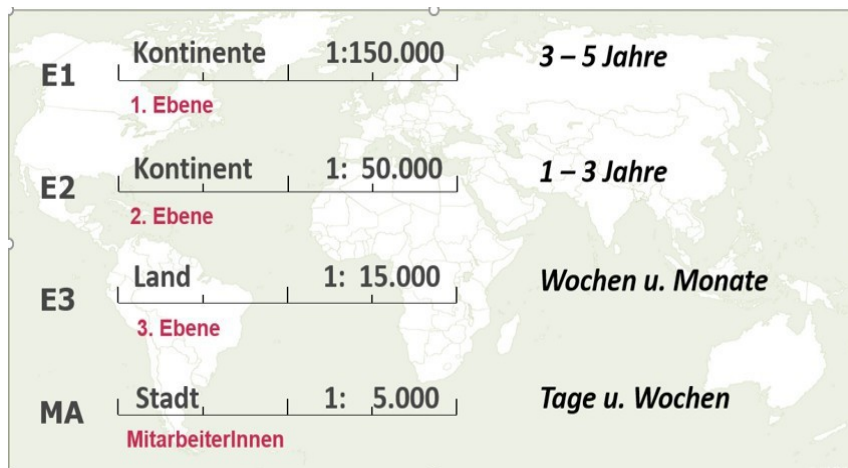 E1 Kontinente 1:150.000 3 – 5 Jahre
1. Ebene
E2 Kontinent 1: 50.000 1 – 3 Jahre
2. Ebene
E3 Land 1: 15.000 Wochen u. Monate
3. Ebene
MA Stadt 1: 5.000 Tage u. Wochen
MitarbeiterInnen